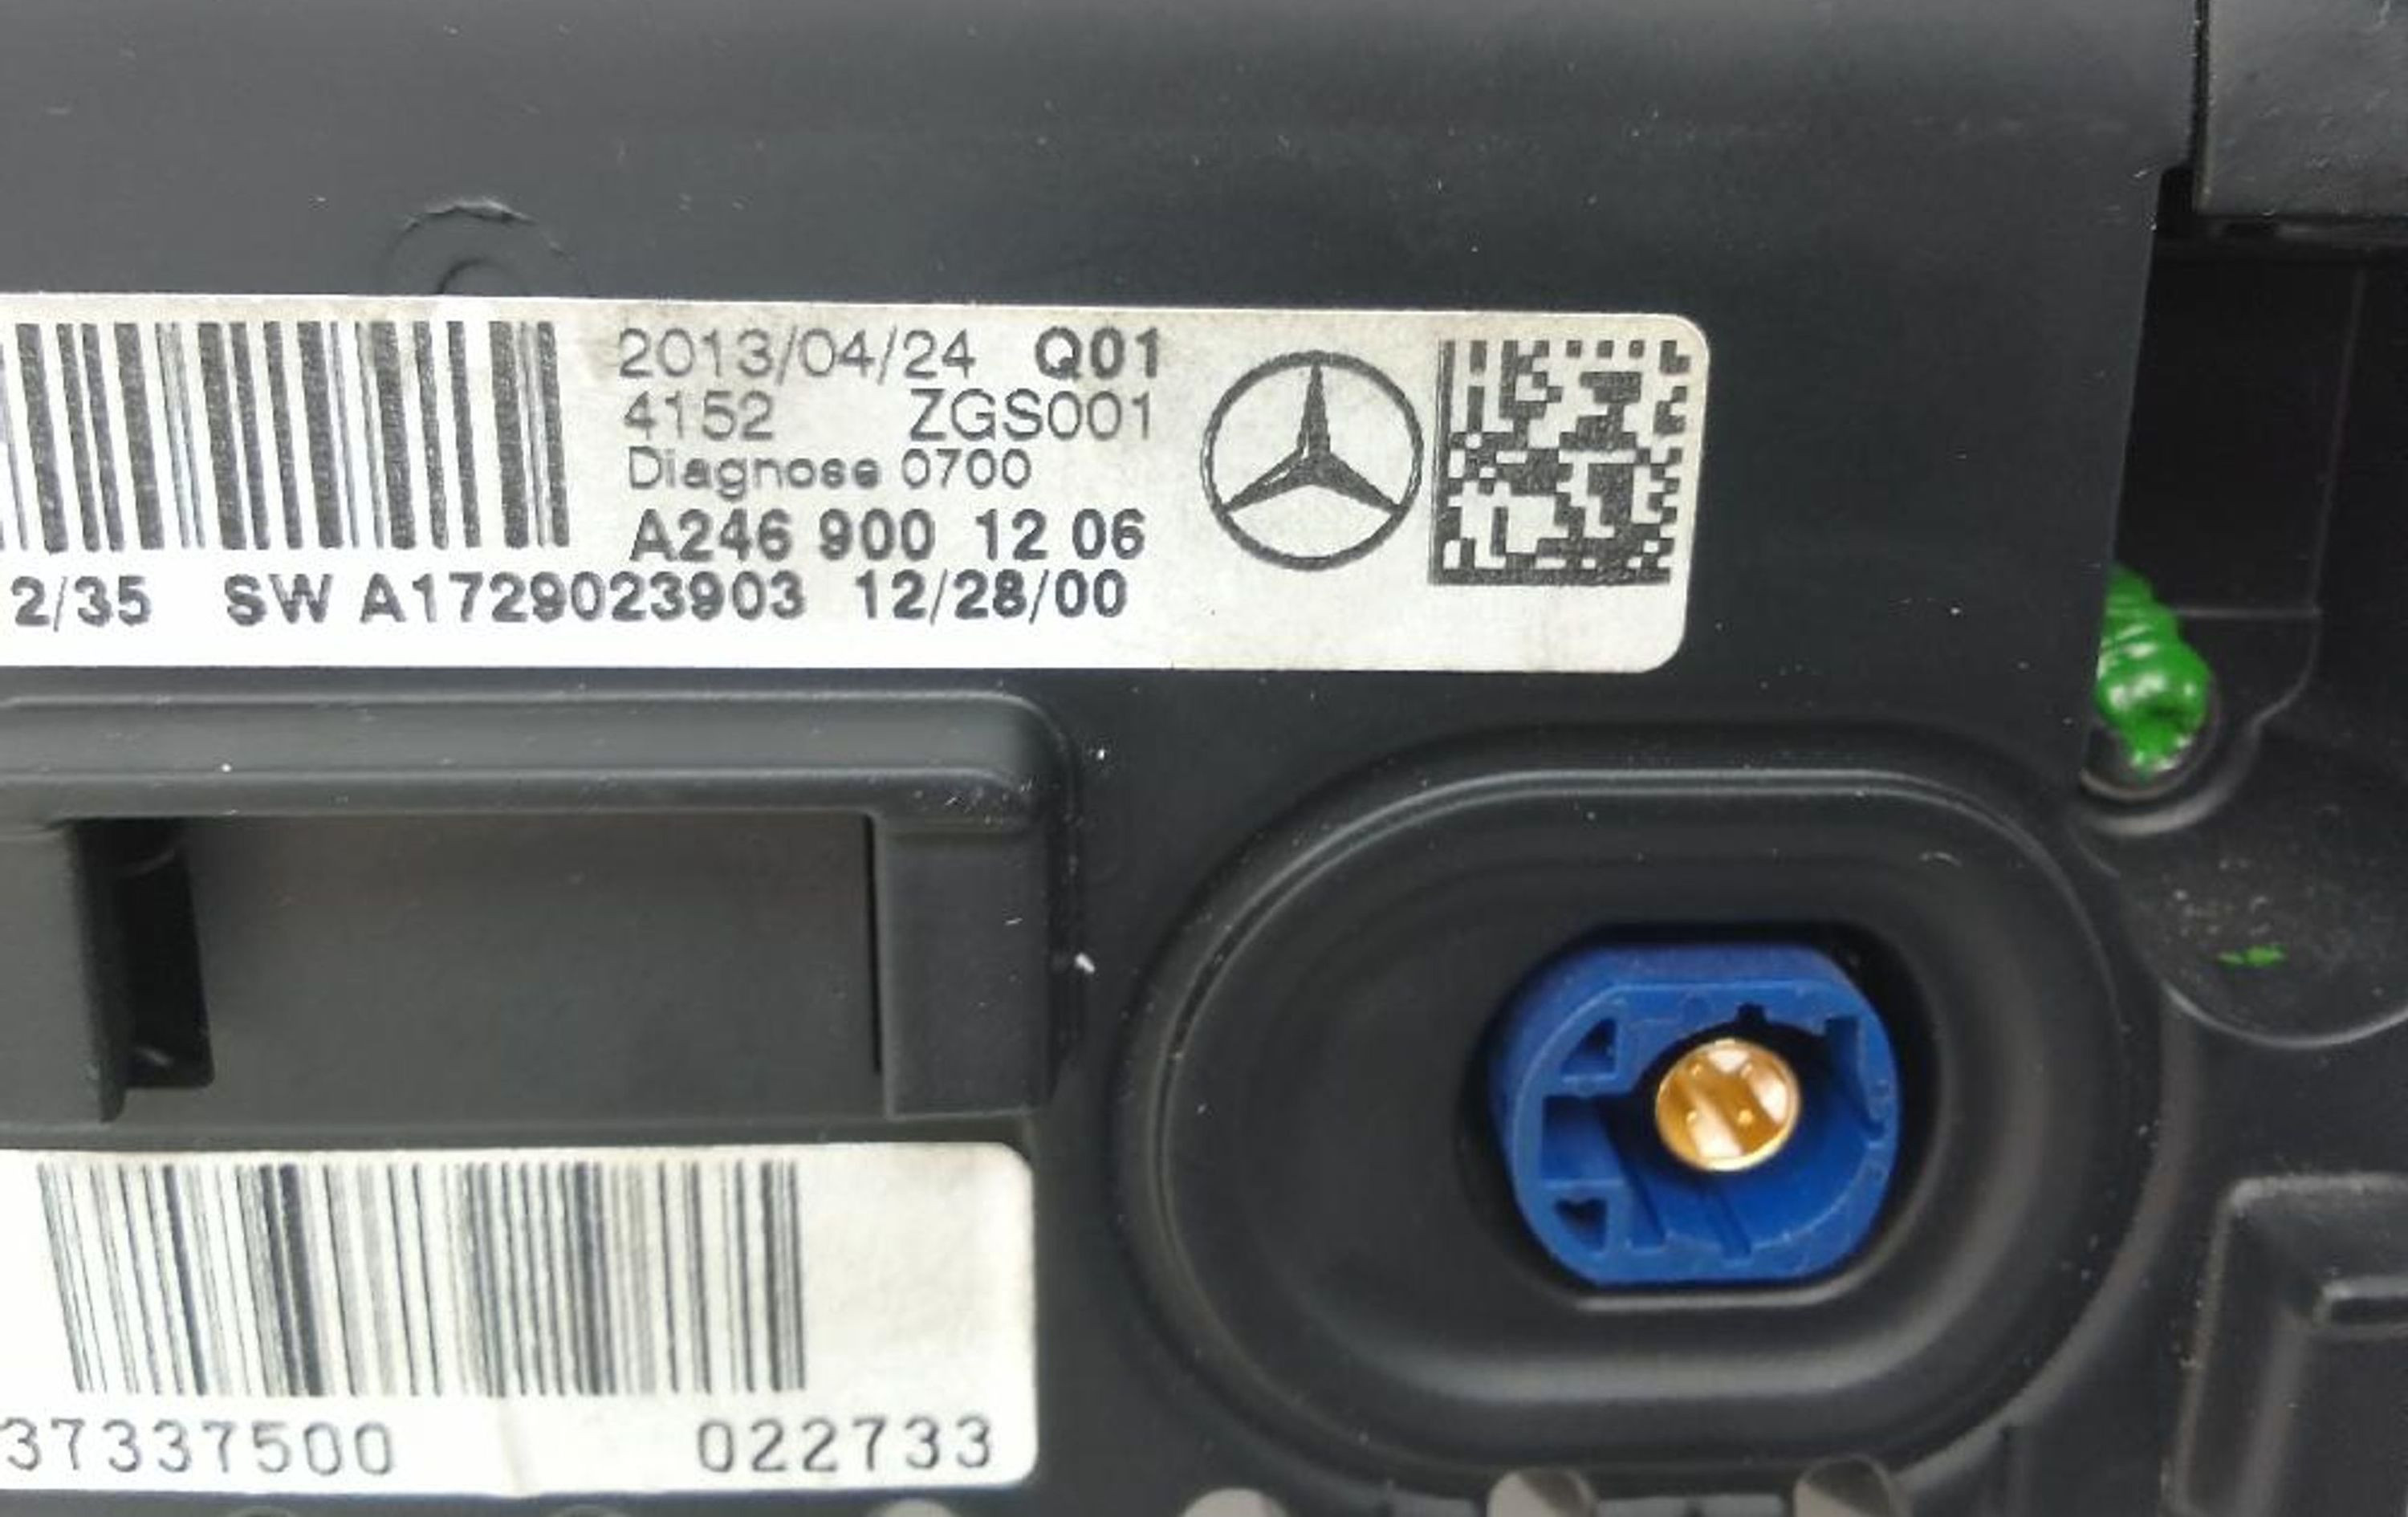 2013/04/24 Q01
4152 ZGS001
Diagnose 0700
A246 900 12 06
2/35 SW A1729023903 12/28/00
37337500 022733